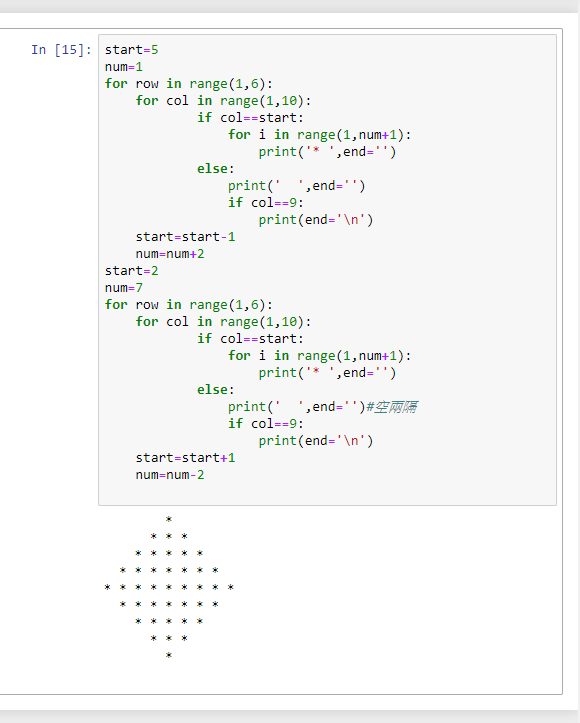 In [15]: start=5
num=1
for row in range(1,6):
    for col in range(1,10):
            if col==start:
                for i in range(1,num+1):
                    print('* ',end='')
            else:
                print('  ',end='')
                if col==9:
                    print(end='\n')
    start=start-1
    num=num+2
start=2
num=7
for row in range(1,6):
    for col in range(1,10):
            if col==start:
                for i in range(1,num+1):
                    print('* ',end='')
            else:
                print('  ',end='')#空兩隔
                if col==9:
                    print(end='\n')
    start=start+1
    num=num-2
        *
      * * *
    * * * * *
  * * * * * * *
* * * * * * * * *
  * * * * * * *
    * * * * *
      * * *
        *